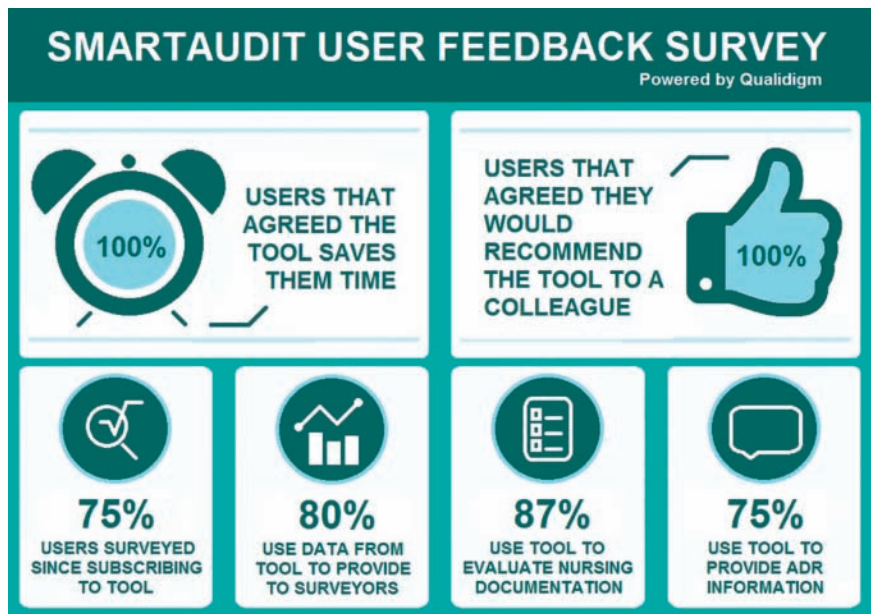 SMARTAUDIT USER FEEDBACK SURVEY
Powered by Qualidigm
100%
USERS THAT
AGREED THE
TOOL SAVES
THEM TIME
USERS THAT
AGREED THEY
WOULD
RECOMMEND
THE TOOL TO A
COLLEAGUE
100%
75%
USERS SURVEYED
SINCE SUBSCRIBING
TO TOOL
80%
USE DATA FROM
TOOL TO PROVIDE
TO SURVEYORS
87%
USE TOOL TO
EVALUATE NURSING
DOCUMENTATION
75%
USE TOOL TO
PROVIDE ADR
INFORMATION